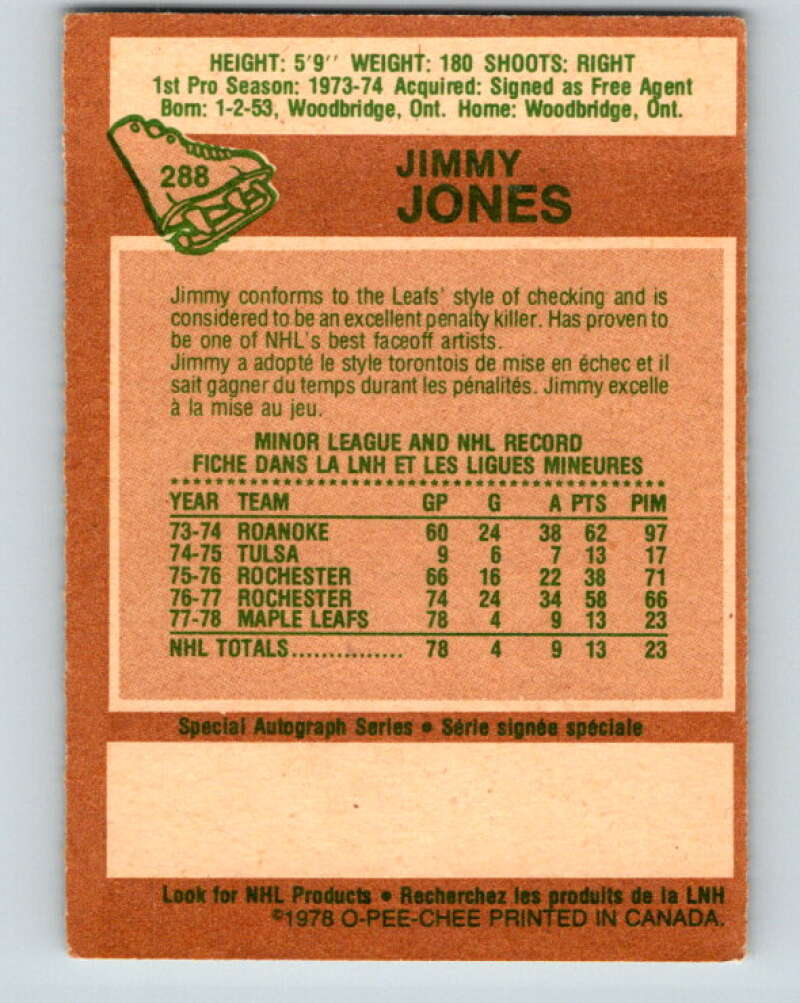 HEIGHT: 5'9'' WEIGHT: 180 SHOOTS: RIGHT
1st Pro Season: 1973-74 Acquired: Signed as Free Agent
Born: 1-2-53, Woodbridge, Ont. Home: Woodbridge, Ont.
288
JIMMY
JONES
Jimmy conforms to the Leafs' style of checking and is
considered to be an excellent penalty killer. Has proven to
be one of NHL's best faceoff artists.
Jimmy a adopté le style torontois de mise en échec et il
sait gagner du temps durant les pénalités. Jimmy excelle
à la mise au jeu.
MINOR LEAGUE AND NHL RECORD
FICHE DANS LA LNH ET LES LIGUES MINEURES
YEAR TEAM GP G A PTS PIM
73-74 ROANOKE 60 24 38 62 97
74-75 TULSA 9 6 7 13 17
75-76 ROCHESTER 66 16 22 38 71
76-77 ROCHESTER 74 24 34 58 66
77-78 MAPLE LEAFS 78 4 9 13 23
NHL TOTALS............... 78 4 9 13 23
Special Autograph Series • Série signée spéciale
Look for NHL Products • Recherchez les produits de la LNH
©1978 O-PEE-CHEE PRINTED IN CANADA.